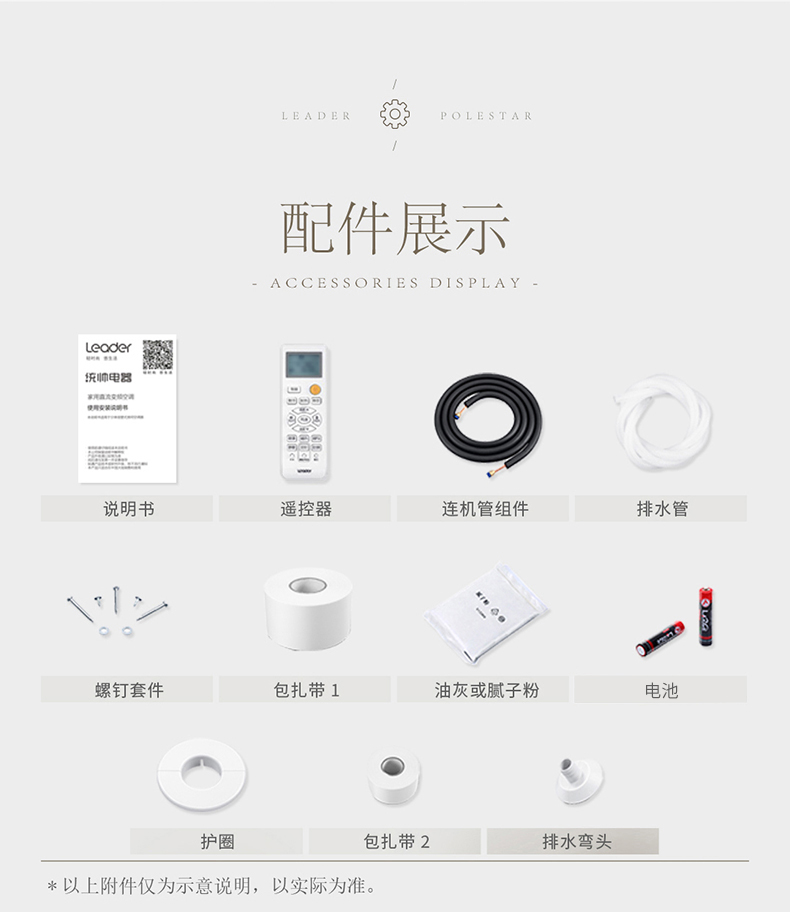 LEADER POLESTAR
配件展示
- ACCESSORIES DISPLAY -
Leader
统帅电器
家用直流变频空调
使用安装说明书
说明书
遥控器
连机管组件
排水管
螺钉套件
包扎带 1
油灰或腻子粉
电池
护圈
包扎带 2
排水弯头
*以上附件仅为示意说明，以实际为准。